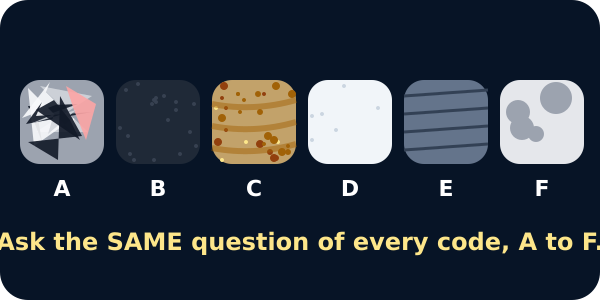 A B C D E F
Ask the SAME question of every code, A to F.